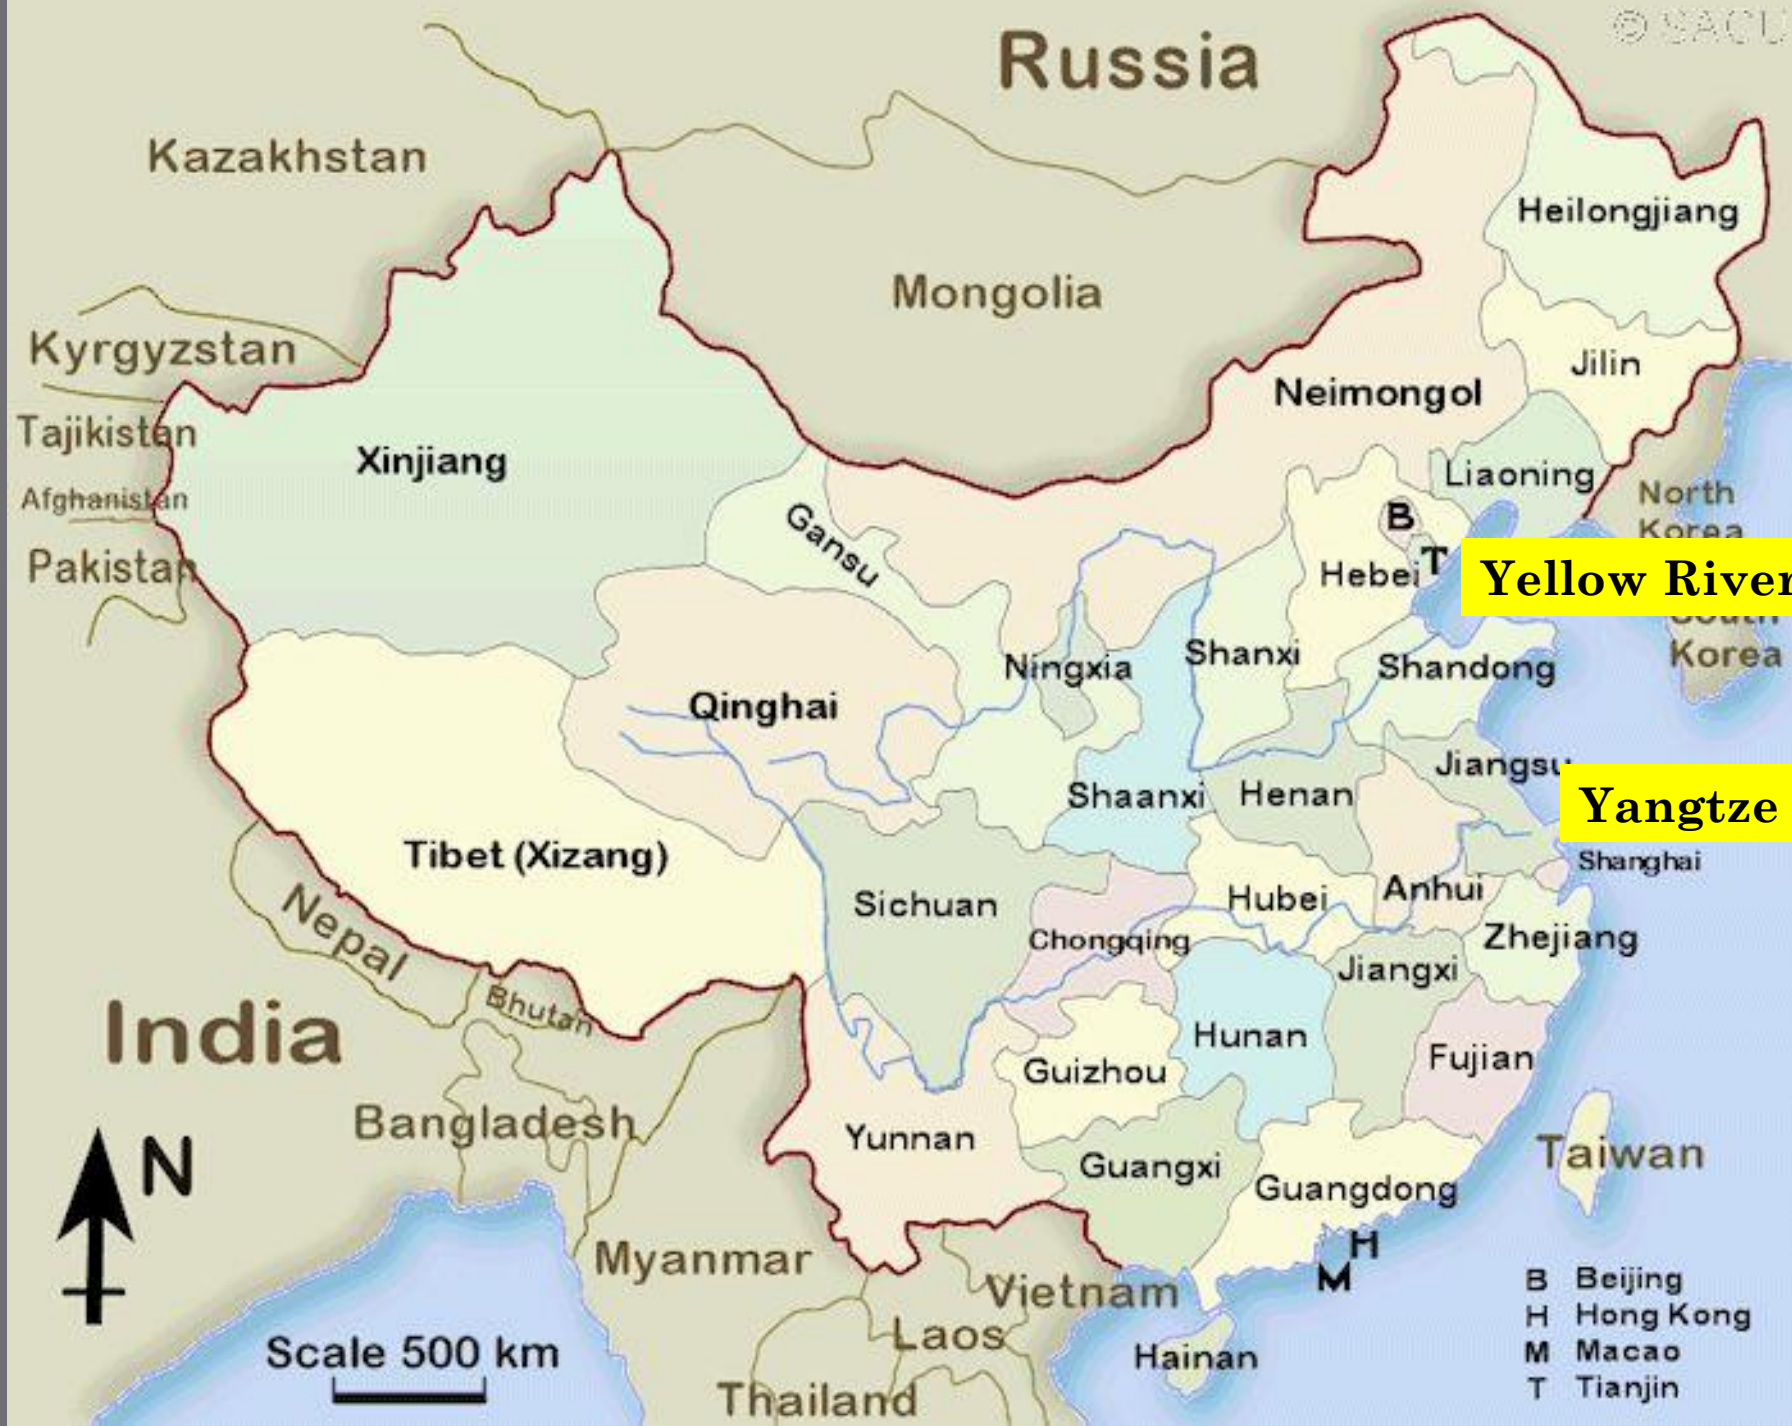 © SACU
Russia
Kazakhstan
Heilongjiang
Mongolia
Kyrgyzstan
Jilin
Neimongol
Tajikistan
Xinjiang
Liaoning
Afghanistan
North
Korea
Gansu
B
T
Pakistan
Hebei
Yellow River
South
Korea
Ningxia
Shanxi
Shandong
Qinghai
Jiangsu
Shaanxi
Henan
Yangtze
Tibet (Xizang)
Shanghai
Sichuan
Hubei
Anhui
Nepal
Chongqing
Zhejiang
Jiangxi
Bhutan
India
Hunan
Guizhou
Fujian
Bangladesh
Yunnan
Taiwan
N
Guangxi
Guangdong
H
M
Myanmar
Vietnam
Laos
Hainan
Thailand
Scale 500 km
B Beijing
H Hong Kong
M Macao
T Tianjin